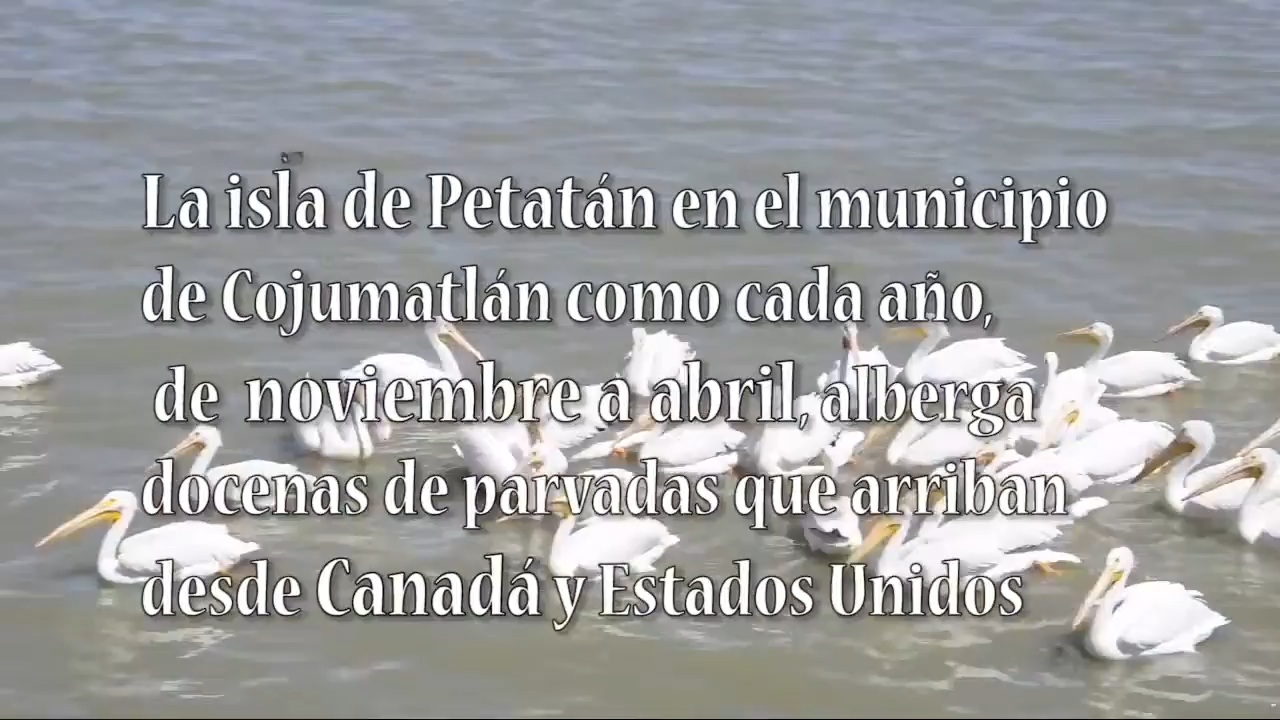 La isla de Petatán en el municipio
de Cojumatlán como cada año,
de noviembre a abril, alberga
docenas de parvadas que arriban
desde Canadá y Estados Unidos